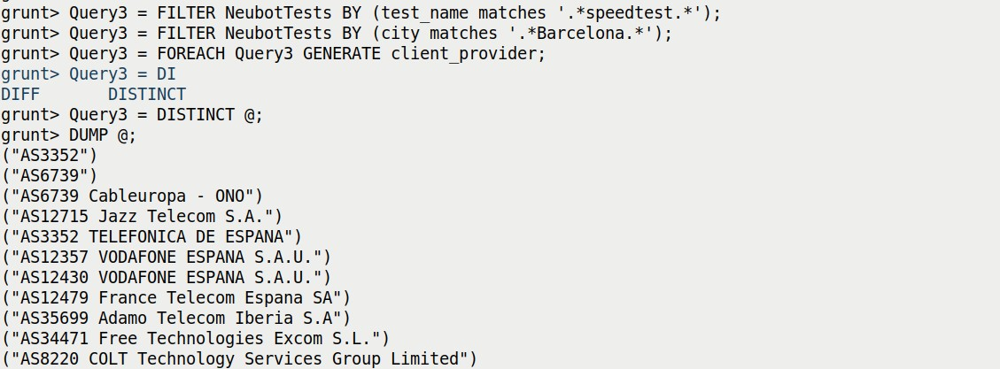 grunt> Query3 = FILTER NeubotTests BY (test_name matches '.*speedtest.*');
grunt> Query3 = FILTER NeubotTests BY (city matches '.*Barcelona.*');
grunt> Query3 = FOREACH Query3 GENERATE client_provider;
grunt> Query3 = DI
DIFF       DISTINCT
grunt> Query3 = DISTINCT @;
grunt> DUMP @;
("AS3352")
("AS6739")
("AS6739 Cableuropa - ONO")
("AS12715 Jazz Telecom S.A.")
("AS3352 TELEFONICA DE ESPANA")
("AS12357 VODAFONE ESPANA S.A.U.")
("AS12430 VODAFONE ESPANA S.A.U.")
("AS12479 France Telecom Espana SA")
("AS35699 Adamo Telecom Iberia S.A")
("AS34471 Free Technologies Excom S.L.")
("AS8220 COLT Technology Services Group Limited")